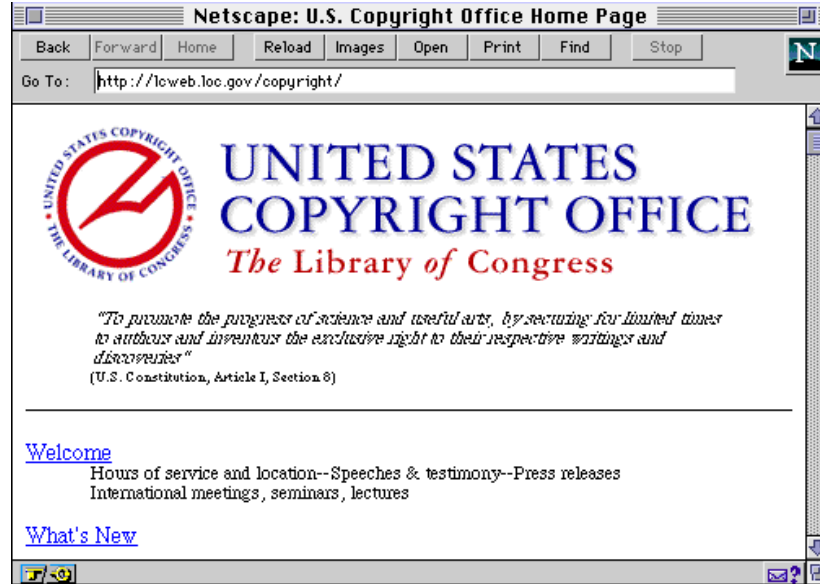 Netscape: U.S. Copyright Office Home Page
Back Forward Home Reload Images Open Print Find Stop
N
Go To: http://lcweb.loc.gov/copyright/
UNITED STATES COPYRIGHT OFFICE • THE LIBRARY OF CONGRESS •
UNITED STATES
COPYRIGHT OFFICE
The Library of Congress
"To promote the progress of science and useful arts, by securing for limited times
to authors and inventors the exclusive right to their respective writings and
discoveries"
(U.S. Constitution, Article I, Section 8)
Welcome
Hours of service and location--Speeches & testimony--Press releases
International meetings, seminars, lectures
What's New
?